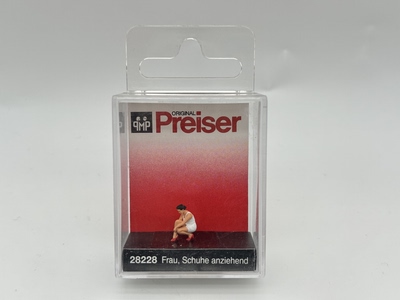 ORIGINAL
PMP Preiser
28228 Frau, Schuhe anziehend